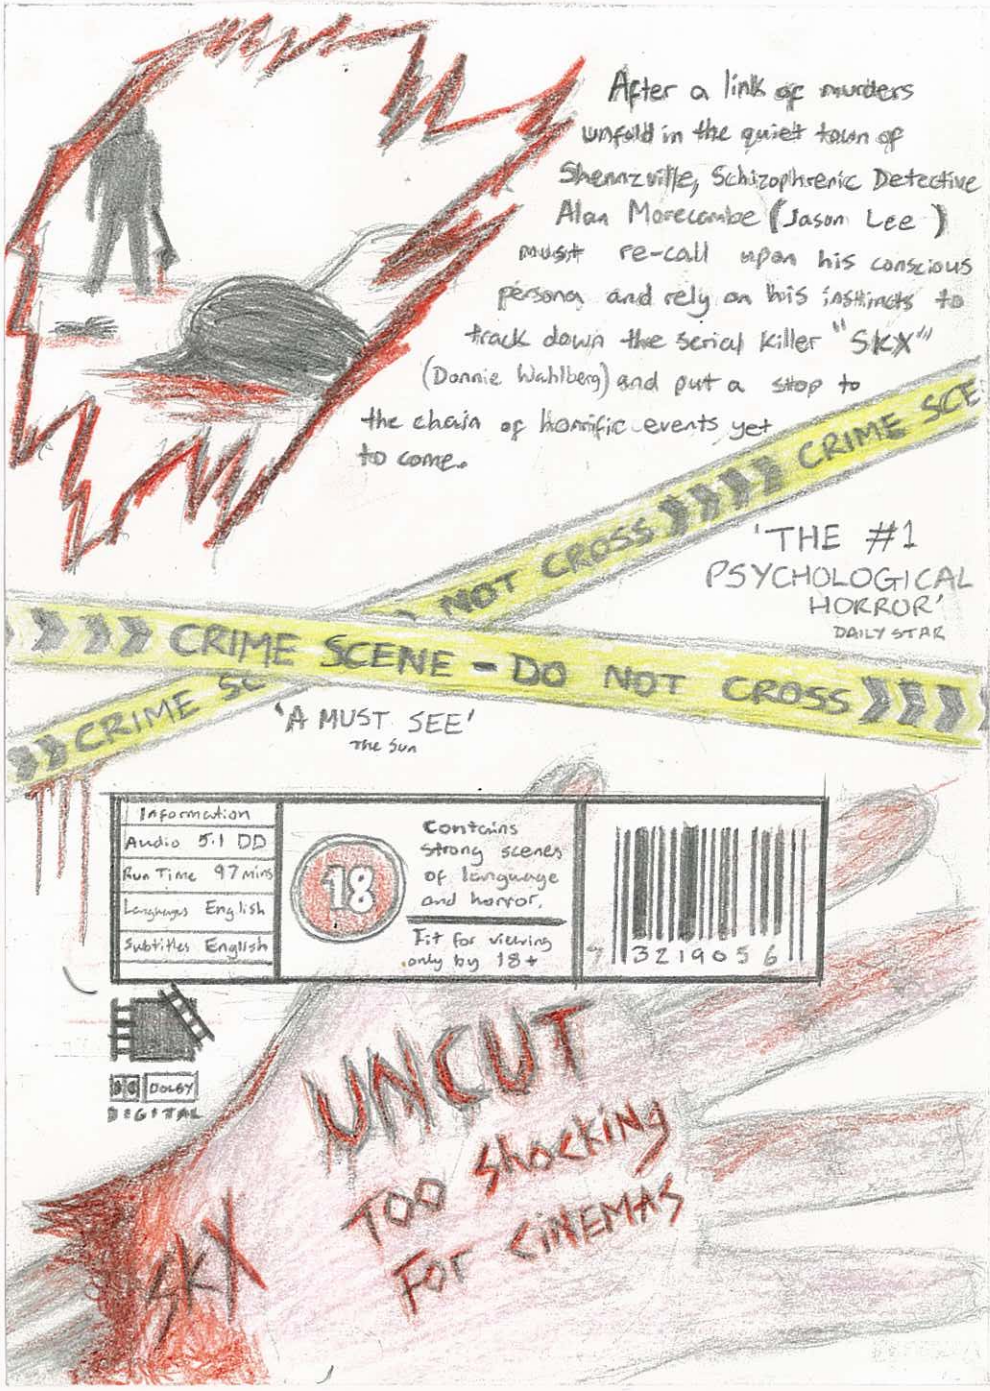 After a link of murders
unfold in the quiet town of
Shennzville, Schizophrenic Detective
Alan Morecombe (Jason Lee)
must re-call upon his conscious
persona and rely on his instincts to
track down the serial killer "SKX"
(Donnie Wahlberg) and put a stop to
the chain of horrific events yet
to come.
CRIME SCE
NOT CROSS
'THE #1
PSYCHOLOGICAL
HORROR'
DAILY STAR
CRIME SCENE - DO NOT CROSS
CRIME SC
'A MUST SEE'
The Sun
Information
Audio 5.1 DD
Run Time 97 mins
Languages English
Subtitles English
18
Contains
strong scenes
of language
and horror.
Fit for viewing
only by 18+
7 3219056
DOLBY
DIGITAL
UNCUT
TOO Shocking
FOR CiNEMAS
SKX